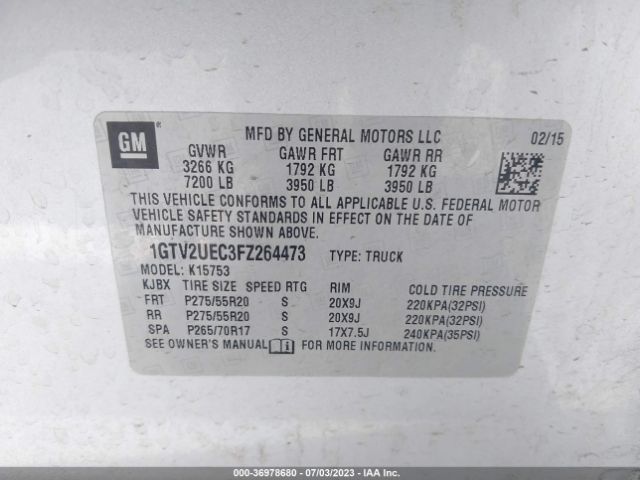 GM
MFD BY GENERAL MOTORS LLC 02/15
GVWR GAWR FRT GAWR RR
3266 KG 1792 KG 1792 KG
7200 LB 3950 LB 3950 LB
THIS VEHICLE CONFORMS TO ALL APPLICABLE U.S. FEDERAL MOTOR
VEHICLE SAFETY STANDARDS IN EFFECT ON THE DATE OF
MANUFACTURE SHOWN ABOVE.
1GTV2UEC3FZ264473 TYPE: TRUCK
MODEL: K15753
KJBX TIRE SIZE SPEED RTG RIM COLD TIRE PRESSURE
FRT P275/55R20 S 20X9J 220KPA(32PSI)
RR P275/55R20 S 20X9J 220KPA(32PSI)
SPA P265/70R17 S 17X7.5J 240KPA(35PSI)
SEE OWNER'S MANUAL i FOR MORE INFORMATION.
000-36978680 - 07/03/2023 - IAA Inc.